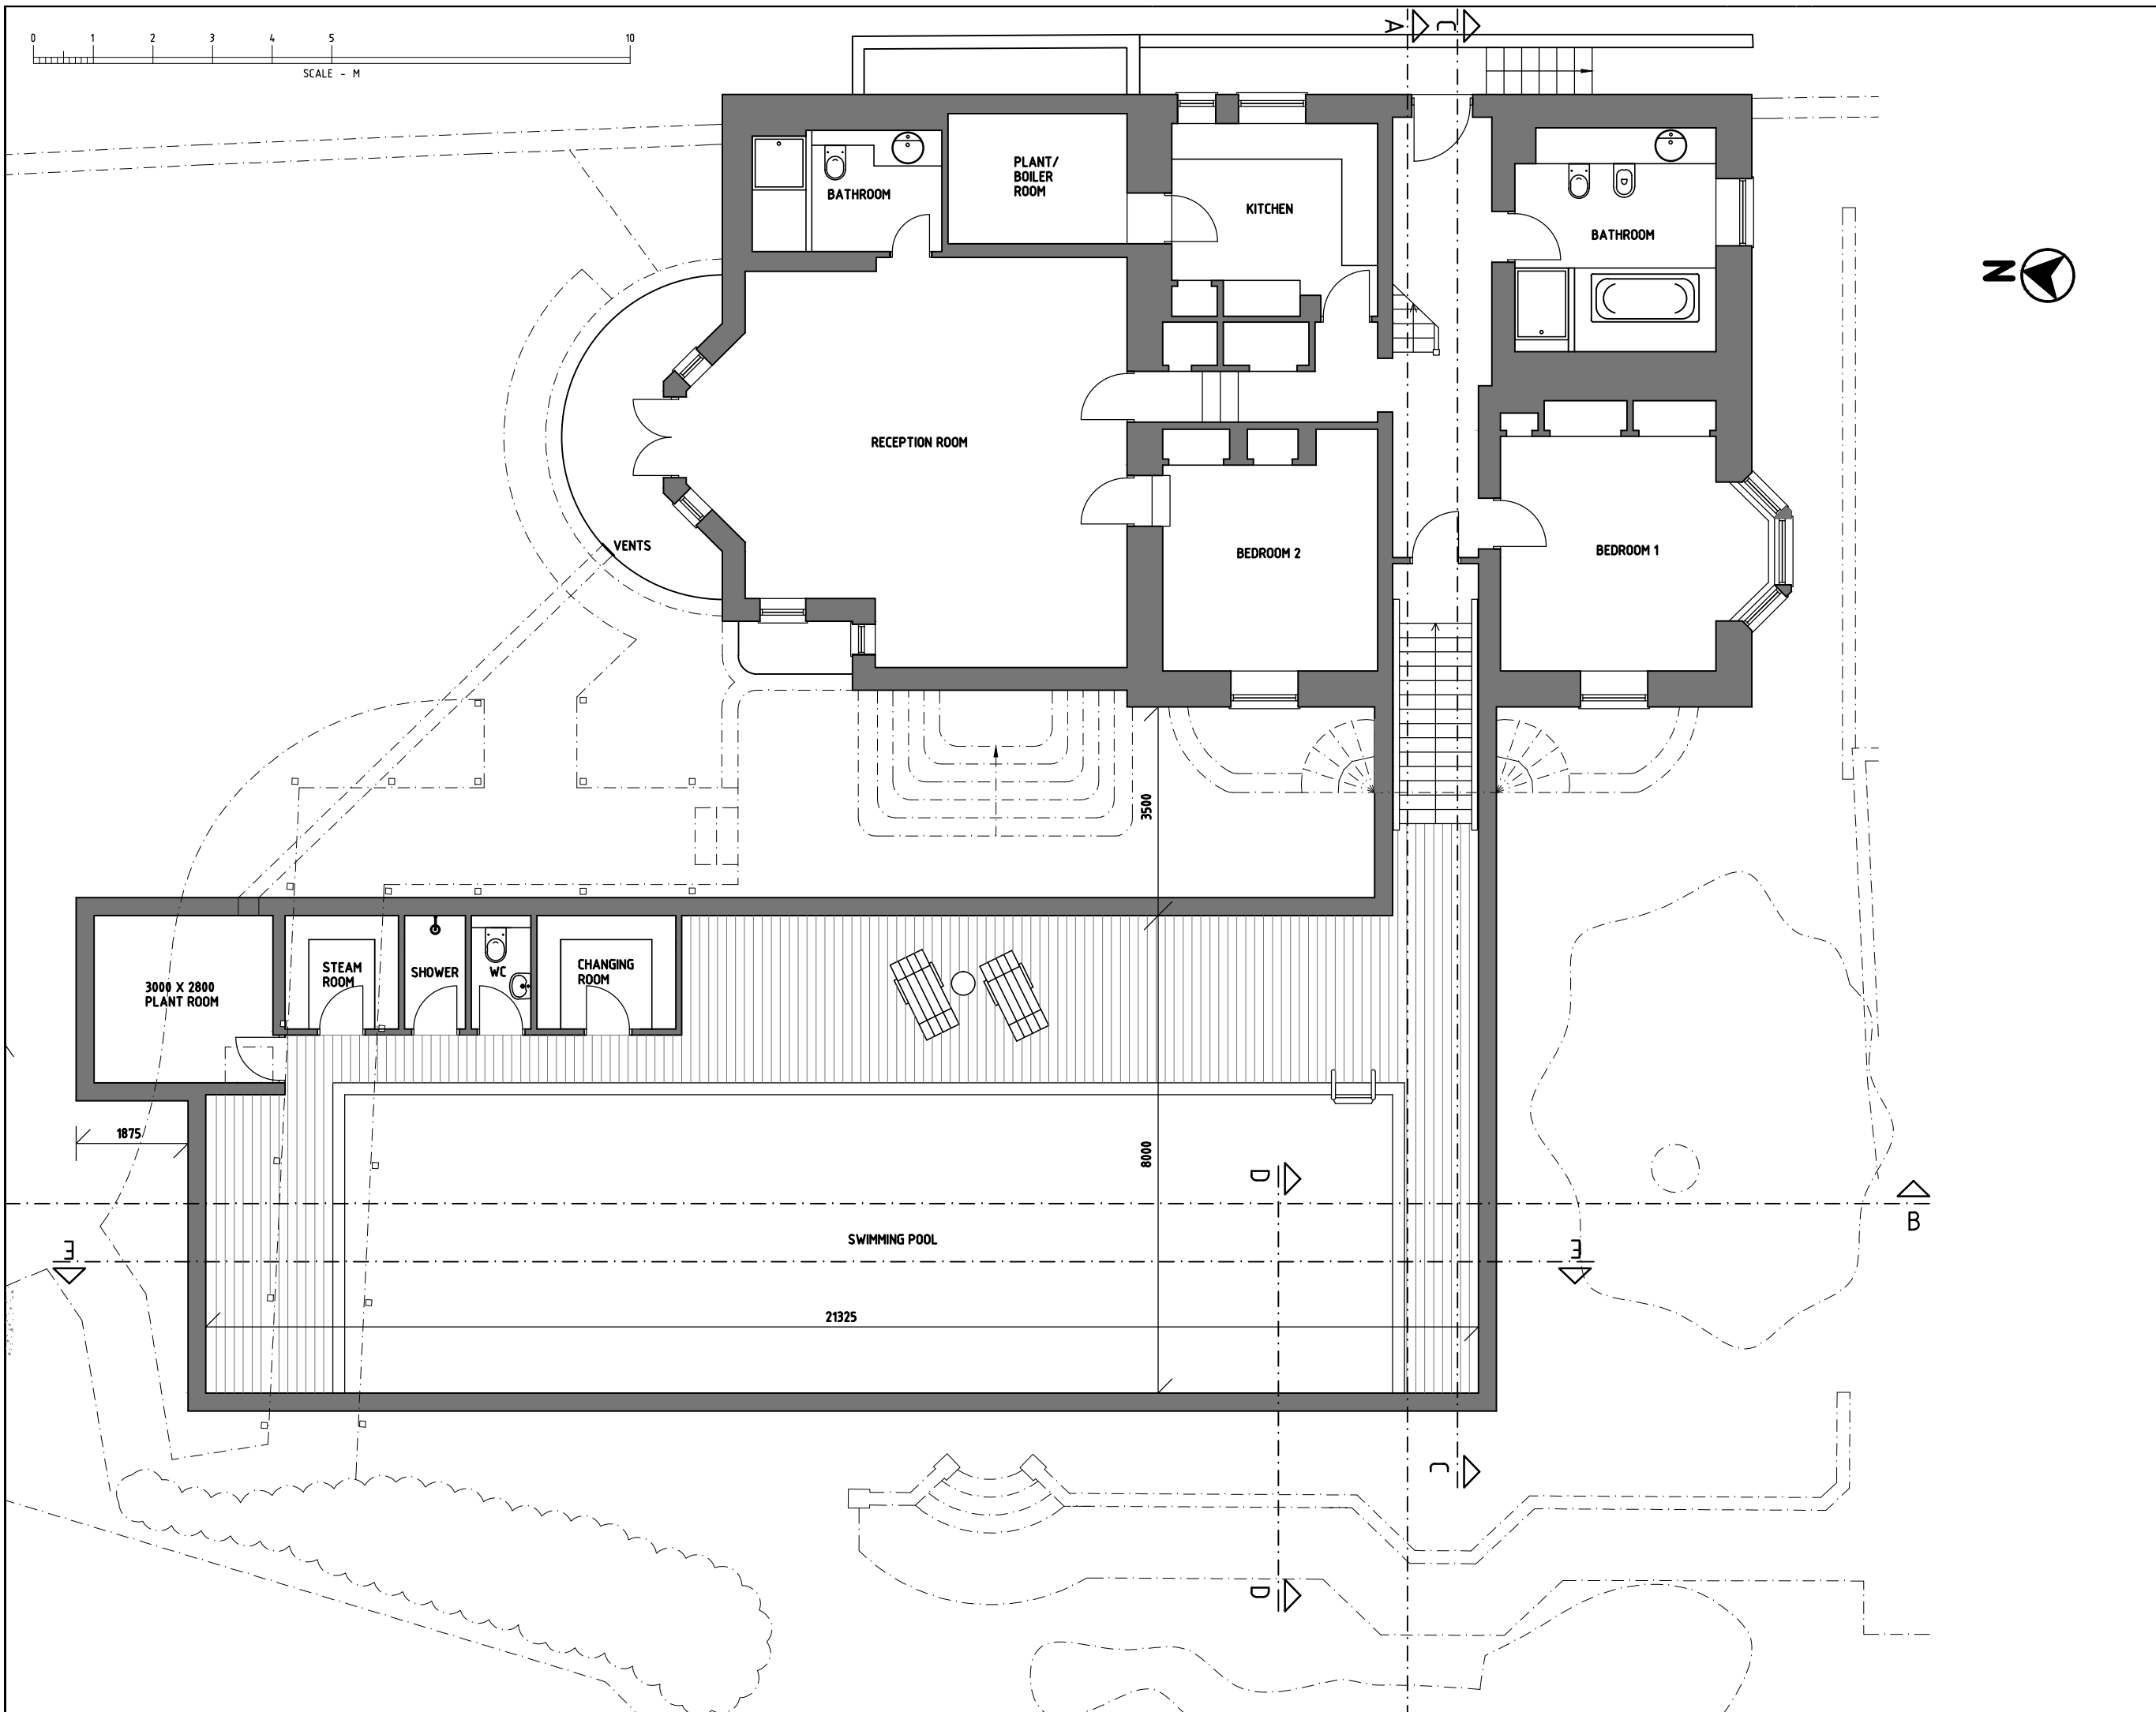 0 1 2 3 4 5 10
SCALE - M
A C
PLANT/
BOILER
ROOM
BATHROOM
KITCHEN
BATHROOM
N
RECEPTION ROOM
VENTS
BEDROOM 2
BEDROOM 1
3500
STEAM
ROOM
SHOWER
WC
CHANGING
ROOM
3000 X 2800
PLANT ROOM
1875
8000
D
B
SWIMMING POOL
E E
21325
C
D